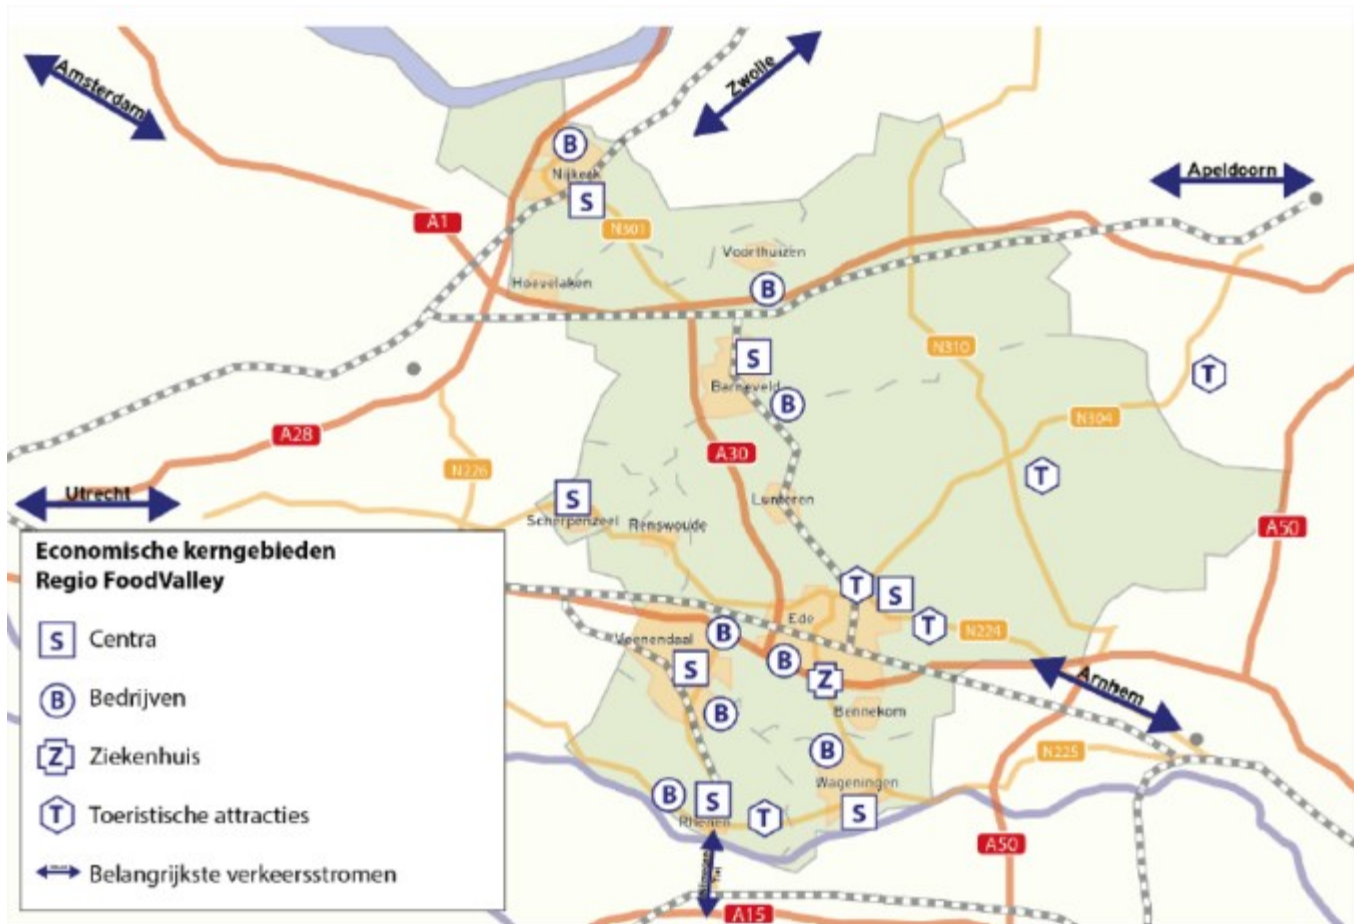 Amsterdam
Zwolle
Apeldoorn
B
Nijkerk
S
A1
N301
Voorthuizen
Hoevelaken
B
N310
S
Barneveld
B
T
N304
A28
A30
N226
T
Utrecht
S
Lunteren
Scherpenzeel
Renswoude
A50
Economische kerngebieden
Regio FoodValley
S Centra
B Bedrijven
Z Ziekenhuis
T Toeristische attracties
Belangrijkste verkeersstromen
T
S
Ede
T
N224
B
Veenendaal
S
B
Z
Arnhem
B
Bennekom
B
N225
Wageningen
B
S
T
S
Rhenen
A50
A15